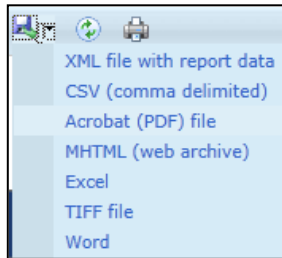 XML file with report data
CSV (comma delimited)
Acrobat (PDF) file
MHTML (web archive)
Excel
TIFF file
Word